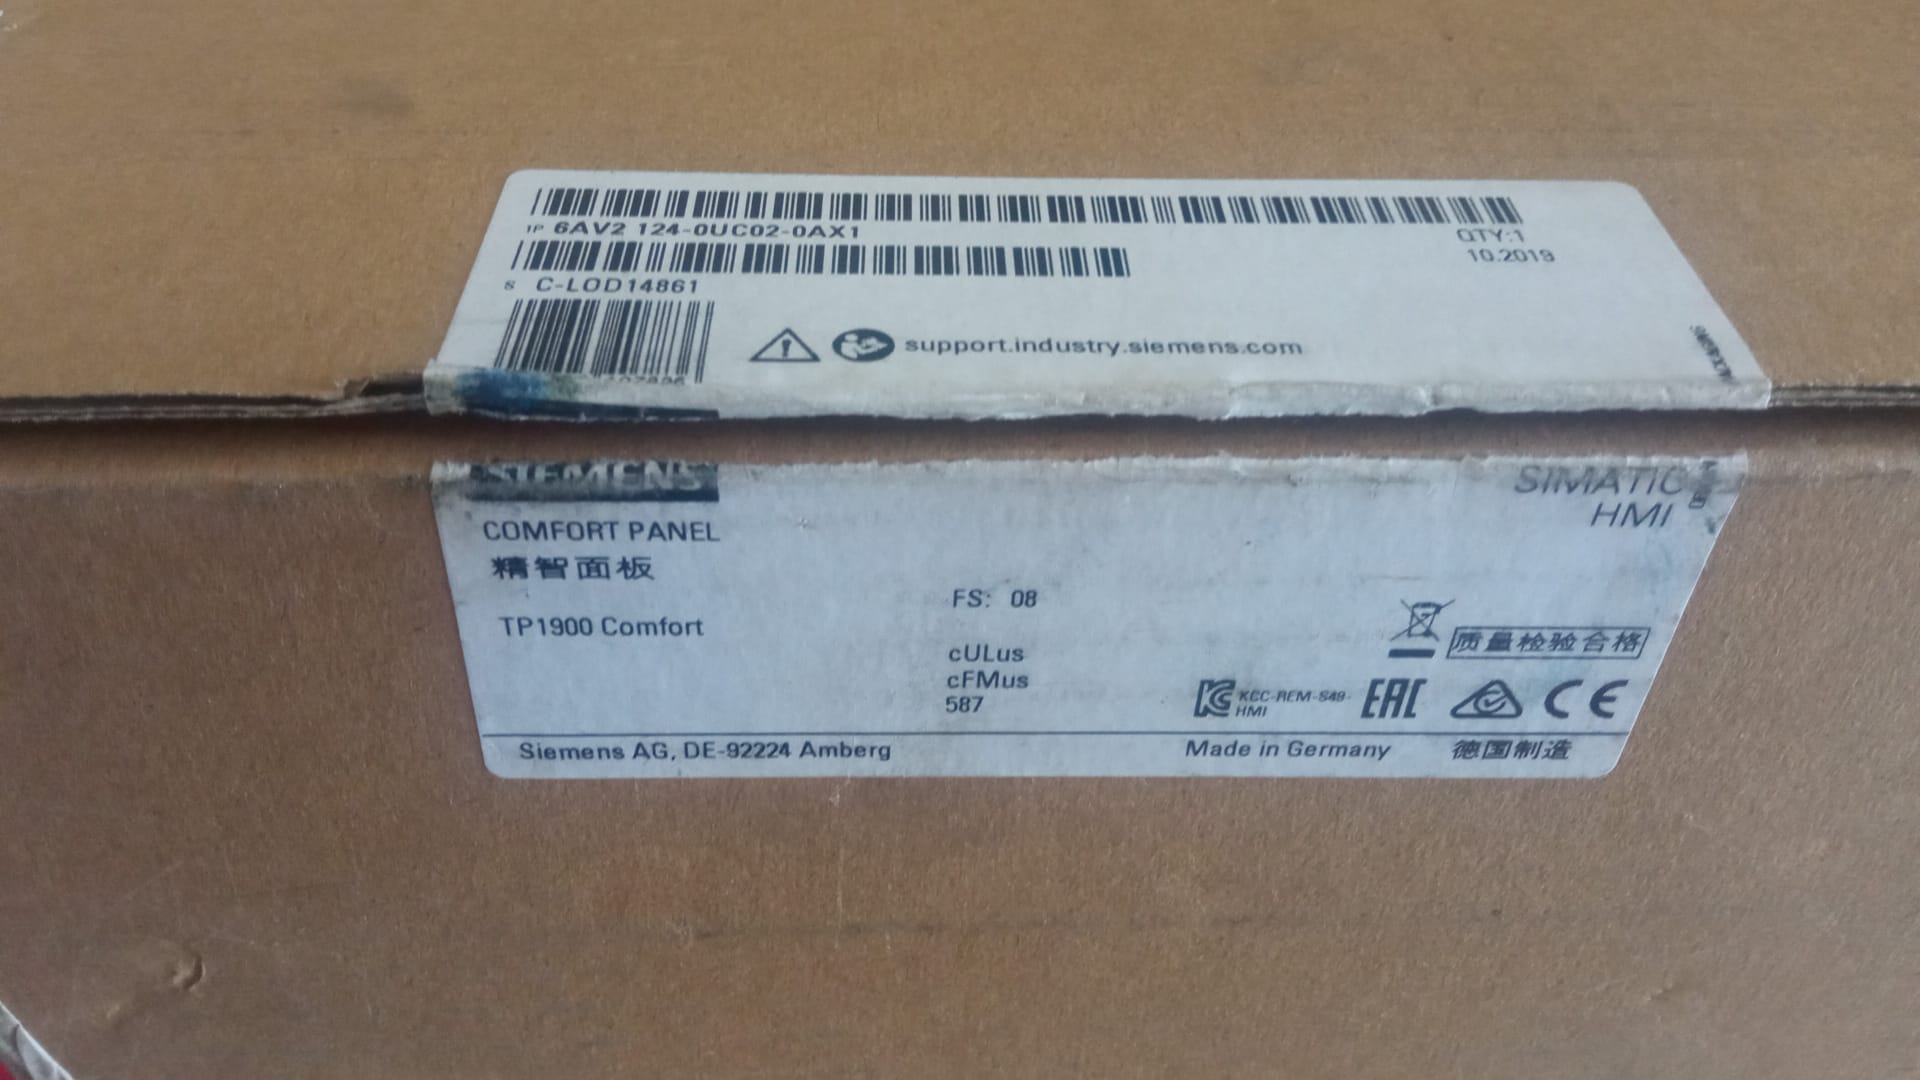 1P 6AV2 124-0UC02-0AX1
QTY:1
10.2019
S C-LOD14861
support.industry.siemens.com
SIEMENS
SIMATIC
HMI
COMFORT PANEL
精智面板
TP1900 Comfort
FS: 08
cULus
cFMus
587
质量检验合格
KCC-REM-S49-
HMI
EAC
CE
Siemens AG, DE-92224 Amberg
Made in Germany
德国制造